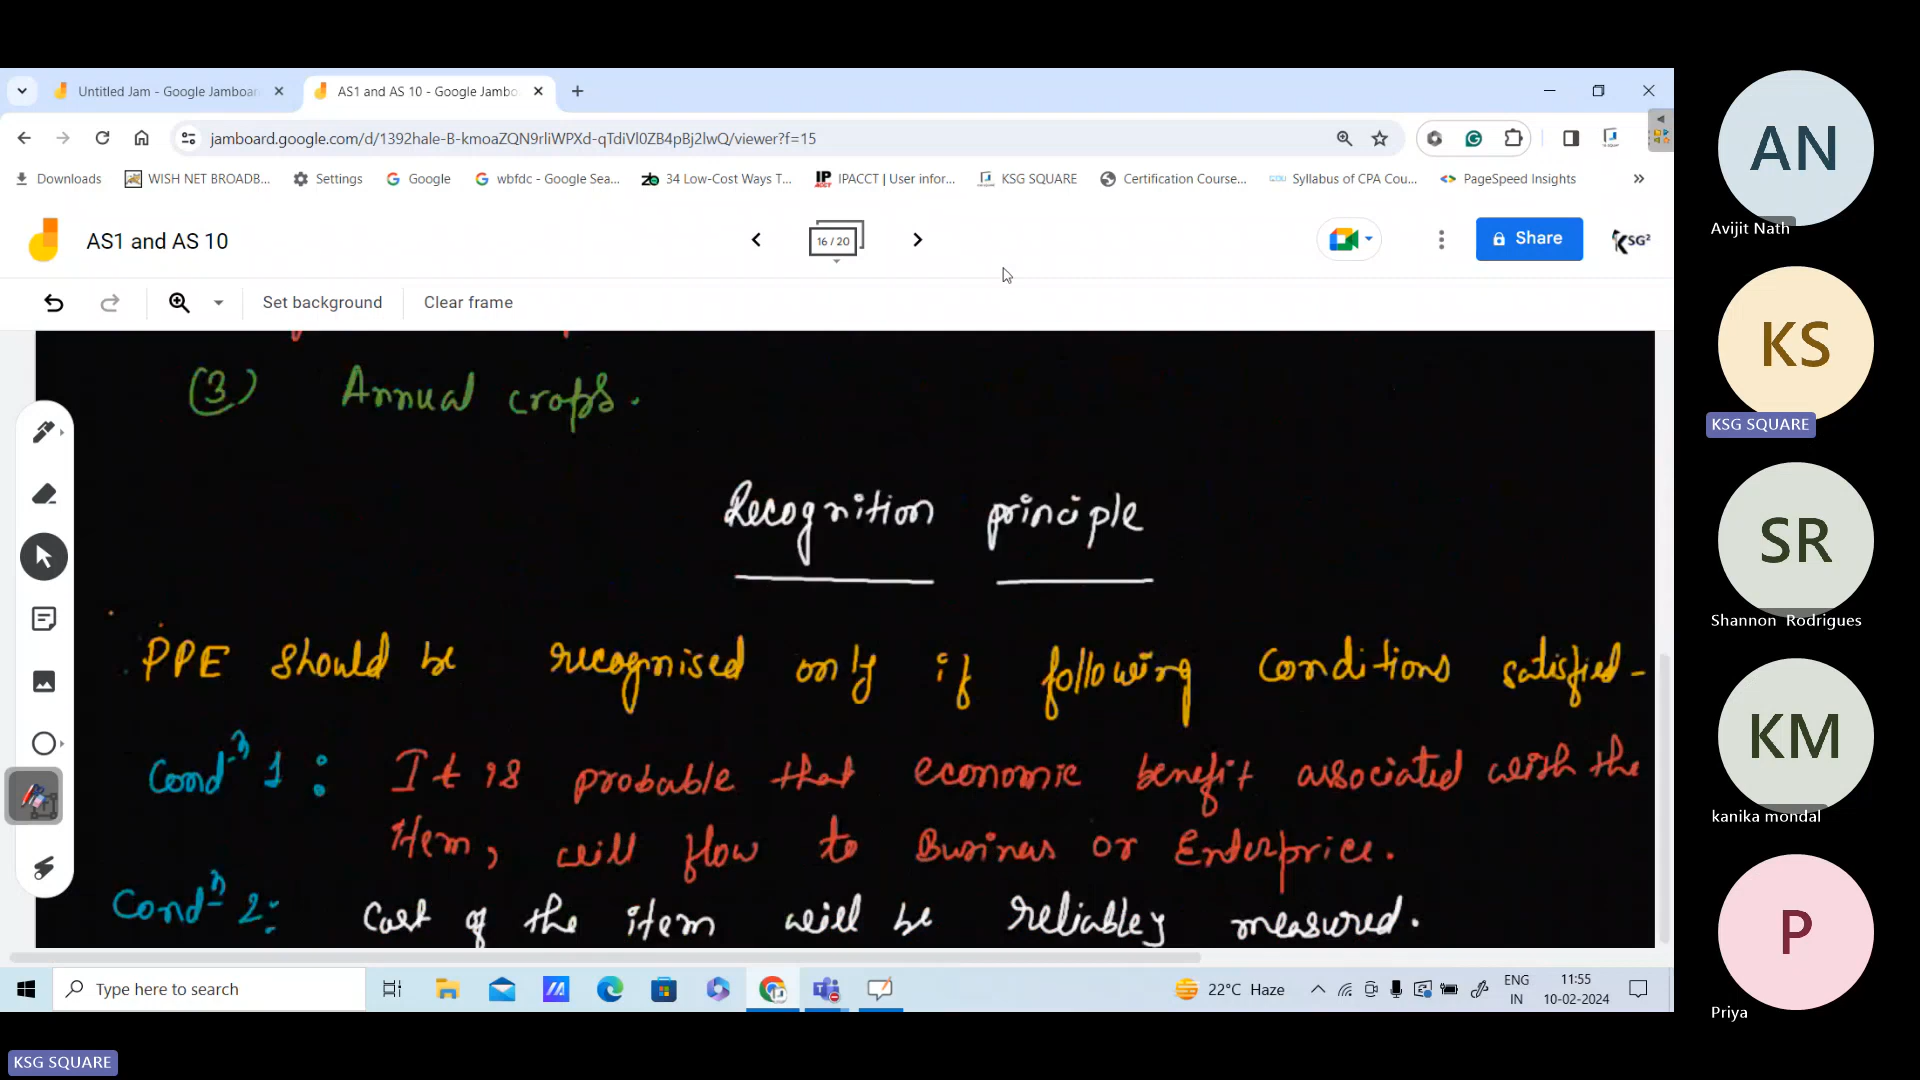 Untitled Jam - Google Jamboar
AS1 and AS 10 - Google Jambo
jamboard.google.com/d/1392hale-B-kmoaZQN9rliWPXd-qTdiVl0ZB4pBj2lwQ/viewer?f=15
Downloads WISH NET BROADB... Settings Google wbfdc - Google Sea... 34 Low-Cost Ways T... IPACCT | User infor... KSG SQUARE Certification Course... Syllabus of CPA Cou... PageSpeed Insights
AS1 and AS 10
16 / 20
Share
KSG²
Set background Clear frame
(3) Annual crops.
Recognition principle
PPE should be recognised only if following conditions satisfied-
Condn 1 : It is probable that economic benefit associated with the
item, will flow to Businers or Enterprice.
Condn 2: Cost of the item will be reliably measured.
Type here to search
22°C Haze
ENG
IN
11:55
10-02-2024
AN
Avijit Nath
KS
KSG SQUARE
SR
Shannon Rodrigues
KM
kanika mondal
P
Priya
KSG SQUARE